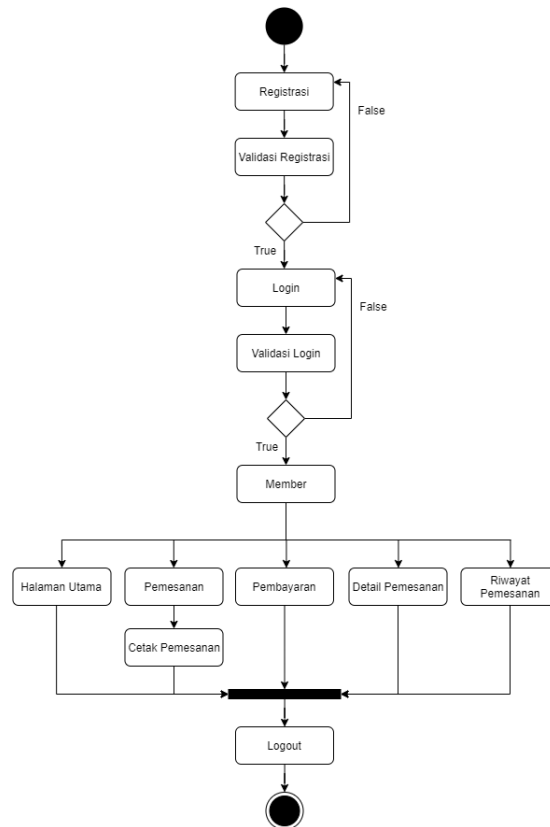 Registrasi
False
Validasi Registrasi
True
Login
False
Validasi Login
True
Member
Halaman Utama
Pemesanan
Pembayaran
Detail Pemesanan
Riwayat
Pemesanan
Cetak Pemesanan
Logout